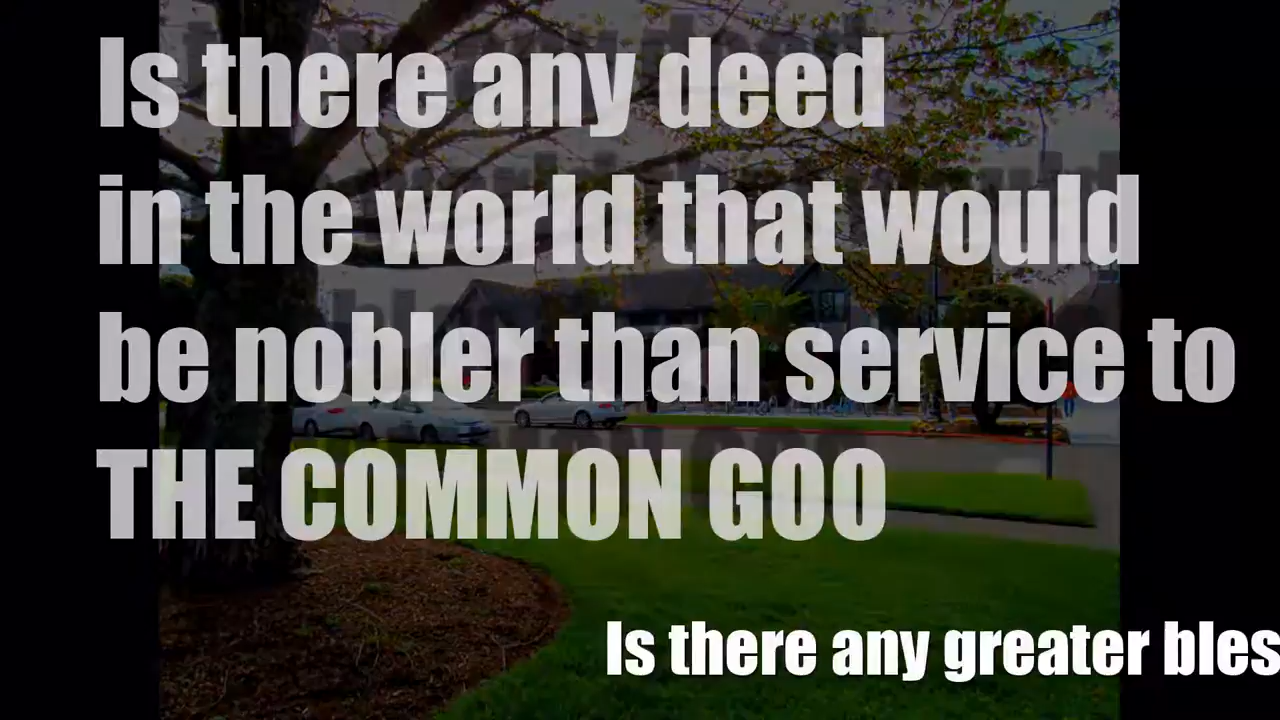 Is there any deed
in the world that would
be nobler than service to
THE COMMON GOO
Is there any greater bles